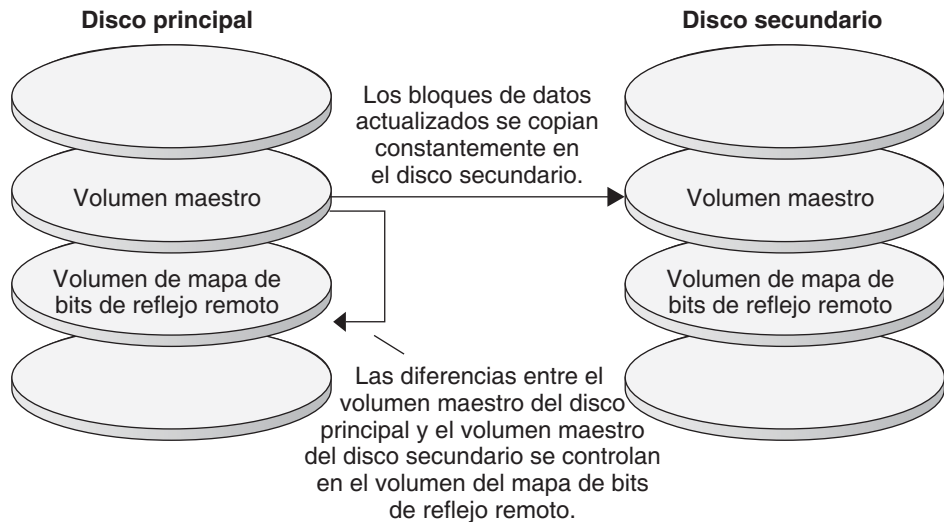 Disco principal
Disco secundario
Los bloques de datos
actualizados se copian
constantemente en
el disco secundario.
Volumen maestro
Volumen maestro
Volumen de mapa de
bits de reflejo remoto
Volumen de mapa de
bits de reflejo remoto
Las diferencias entre el
volumen maestro del disco
principal y el volumen maestro
del disco secundario se controlan
en el volumen del mapa de bits
de reflejo remoto.